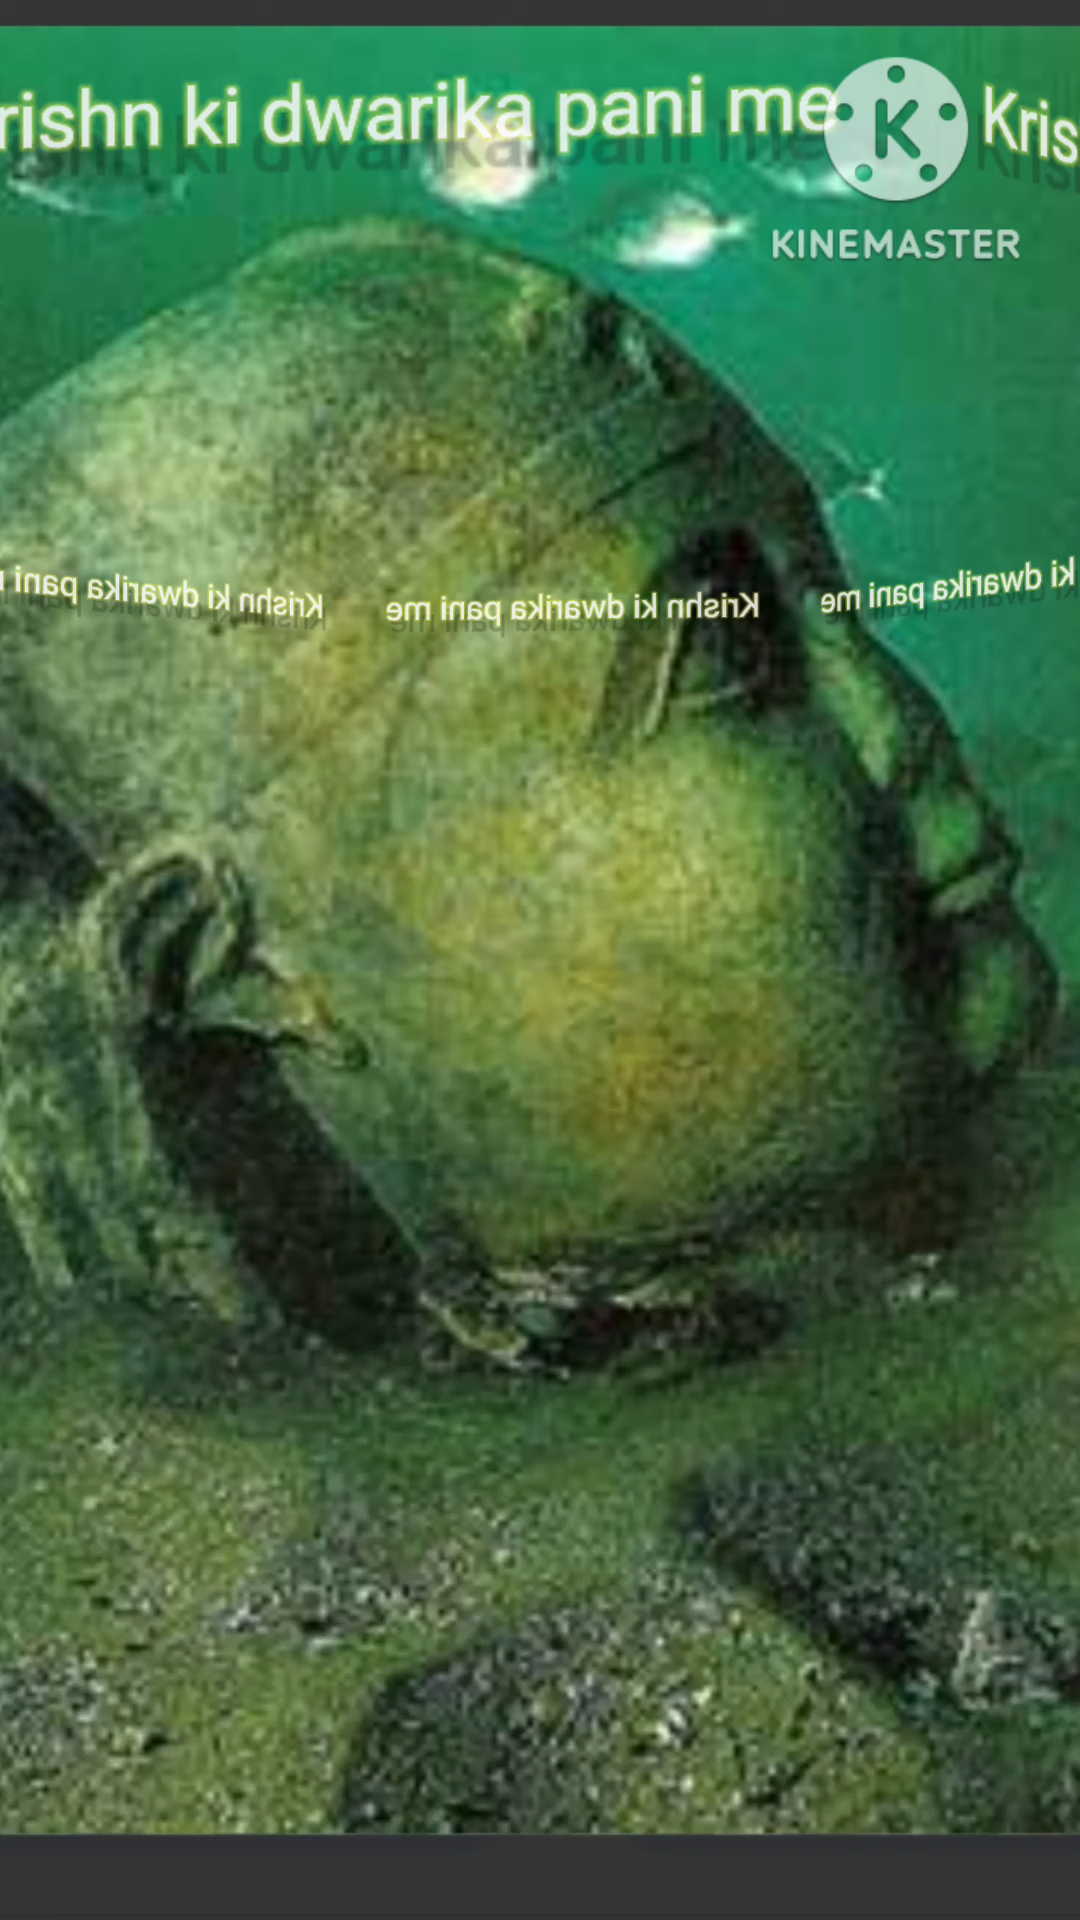 rishn ki dwarika pani me Kris
K
KINEMASTER
ki dwarika pani me Krishn ki dwarika pani me Krishn ki dwarika pani